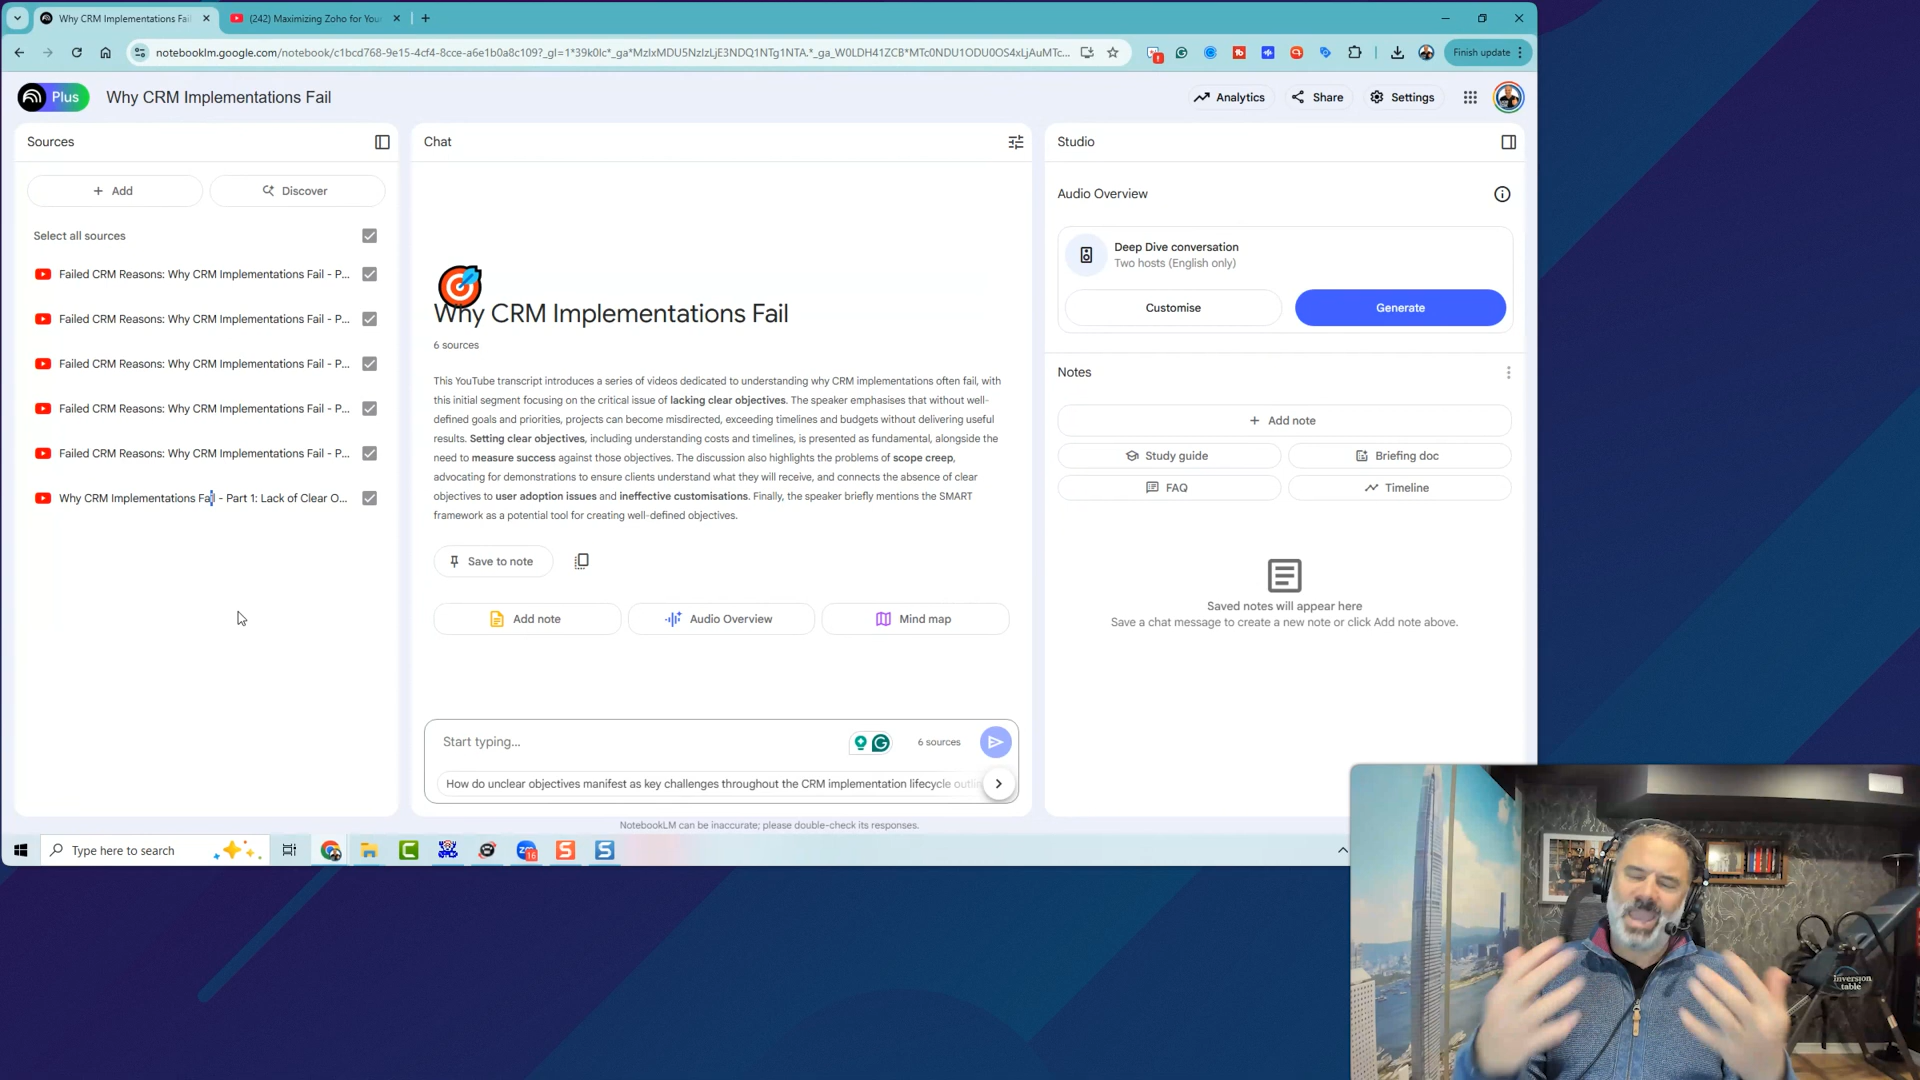 Why CRM Implementations Fail
(242) Maximizing Zoho for You
notebooklm.google.com/notebook/c1bcd768-9e15-4cf4-8cce-a6e1b0a8c109?_gl=1*39k0lc*_ga*MzIxMDU5NzIzLjE3NDQ1NTg1NTA.*_ga_W0LDH41ZCB*MTc0NDU1ODU0OS4xLjAuMTc...
Finish update
Plus
Why CRM Implementations Fail
Analytics
Share
Settings
Sources
Add
Discover
Select all sources
Failed CRM Reasons: Why CRM Implementations Fail - P...
Failed CRM Reasons: Why CRM Implementations Fail - P...
Failed CRM Reasons: Why CRM Implementations Fail - P...
Failed CRM Reasons: Why CRM Implementations Fail - P...
Failed CRM Reasons: Why CRM Implementations Fail - P...
Why CRM Implementations Fail - Part 1: Lack of Clear O...
Chat
Why CRM Implementations Fail
6 sources
This YouTube transcript introduces a series of videos dedicated to understanding why CRM implementations often fail, with
this initial segment focusing on the critical issue of lacking clear objectives. The speaker emphasises that without well-
defined goals and priorities, projects can become misdirected, exceeding timelines and budgets without delivering useful
results. Setting clear objectives, including understanding costs and timelines, is presented as fundamental, alongside the
need to measure success against those objectives. The discussion also highlights the problems of scope creep,
advocating for demonstrations to ensure clients understand what they will receive, and connects the absence of clear
objectives to user adoption issues and ineffective customisations. Finally, the speaker briefly mentions the SMART
framework as a potential tool for creating well-defined objectives.
Save to note
Add note
Audio Overview
Mind map
Start typing...
6 sources
How do unclear objectives manifest as key challenges throughout the CRM implementation lifecycle outlin
NotebookLM can be inaccurate; please double-check its responses.
Studio
Audio Overview
Deep Dive conversation
Two hosts (English only)
Customise
Generate
Notes
Add note
Study guide
Briefing doc
FAQ
Timeline
Saved notes will appear here
Save a chat message to create a new note or click Add note above.
Type here to search
16
Inversion
table